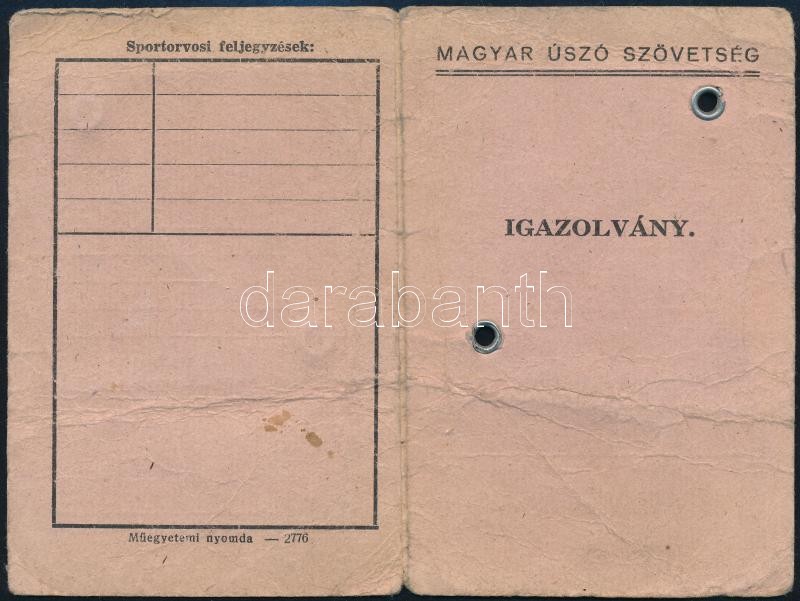 Sportorvosi feljegyzések:
Műegyetemi nyomda — 2776
MAGYAR ÚSZÓ SZÖVETSÉG
IGAZOLVÁNY.
darabanth